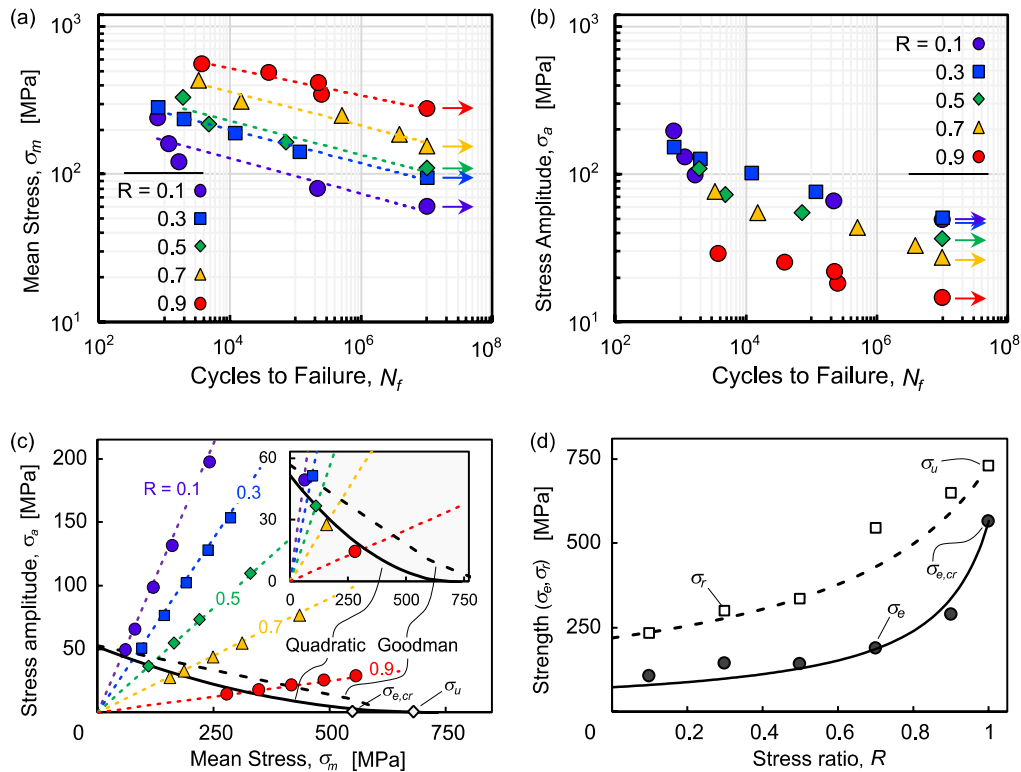 (a)
10³
10²
10¹
Mean Stress, σm [MPa]
R = 0.1
0.3
0.5
0.7
0.9
10² 10⁴ 10⁶ 10⁸
Cycles to Failure, Nf
(b)
10³
10²
10¹
Stress Amplitude, σa [MPa]
R = 0.1
0.3
0.5
0.7
0.9
10² 10⁴ 10⁶ 10⁸
Cycles to Failure, Nf
(c)
200
150
100
50
0
Stress amplitude, σa [MPa]
R = 0.1
0.3
0.5
0.7
0.9
60
30
0
0 250 500 750
Quadratic
Goodman
σe,cr
σu
0 250 500 750
Mean Stress, σm [MPa]
(d)
750
500
250
0
Strength (σe, σr) [MPa]
σu
σr
σe,cr
σe
0 0.2 0.4 0.6 0.8 1
Stress ratio, R